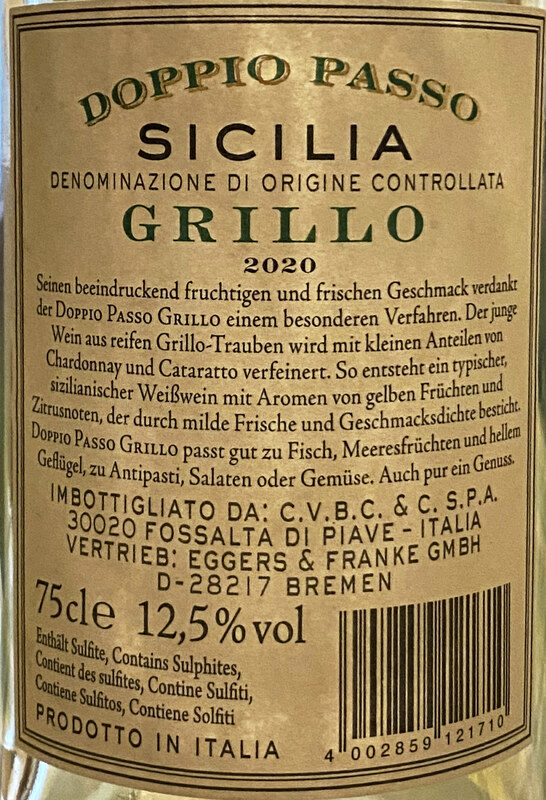 DOPPIO PASSO
SICILIA
DENOMINAZIONE DI ORIGINE CONTROLLATA
GRILLO
2020
Seinen beeindruckend fruchtigen und frischen Geschmack verdankt
der DOPPIO PASSO GRILLO einem besonderen Verfahren. Der junge
Wein aus reifen Grillo-Trauben wird mit kleinen Anteilen von
Chardonnay und Cataratto verfeinert. So entsteht ein typischer,
sizilianischer Weißwein mit Aromen von gelben Früchten und
Zitrusnoten, der durch milde Frische und Geschmacksdichte besticht.
DOPPIO PASSO GRILLO passt gut zu Fisch, Meeresfrüchten und hellem
Geflügel, zu Antipasti, Salaten oder Gemüse. Auch pur ein Genuss.
IMBOTTIGLIATO DA: C.V.B.C. & C. S.P.A.
30020 FOSSALTA DI PIAVE - ITALIA
VERTRIEB: EGGERS & FRANKE GMBH
D-28217 BREMEN
75cl e 12,5% vol
Enthält Sulfite, Contains Sulphites,
Contient des sulfites, Contine Sulfiti,
Contiene Sulfitos, Contiene Solfiti
PRODOTTO IN ITALIA
4 002859 121710